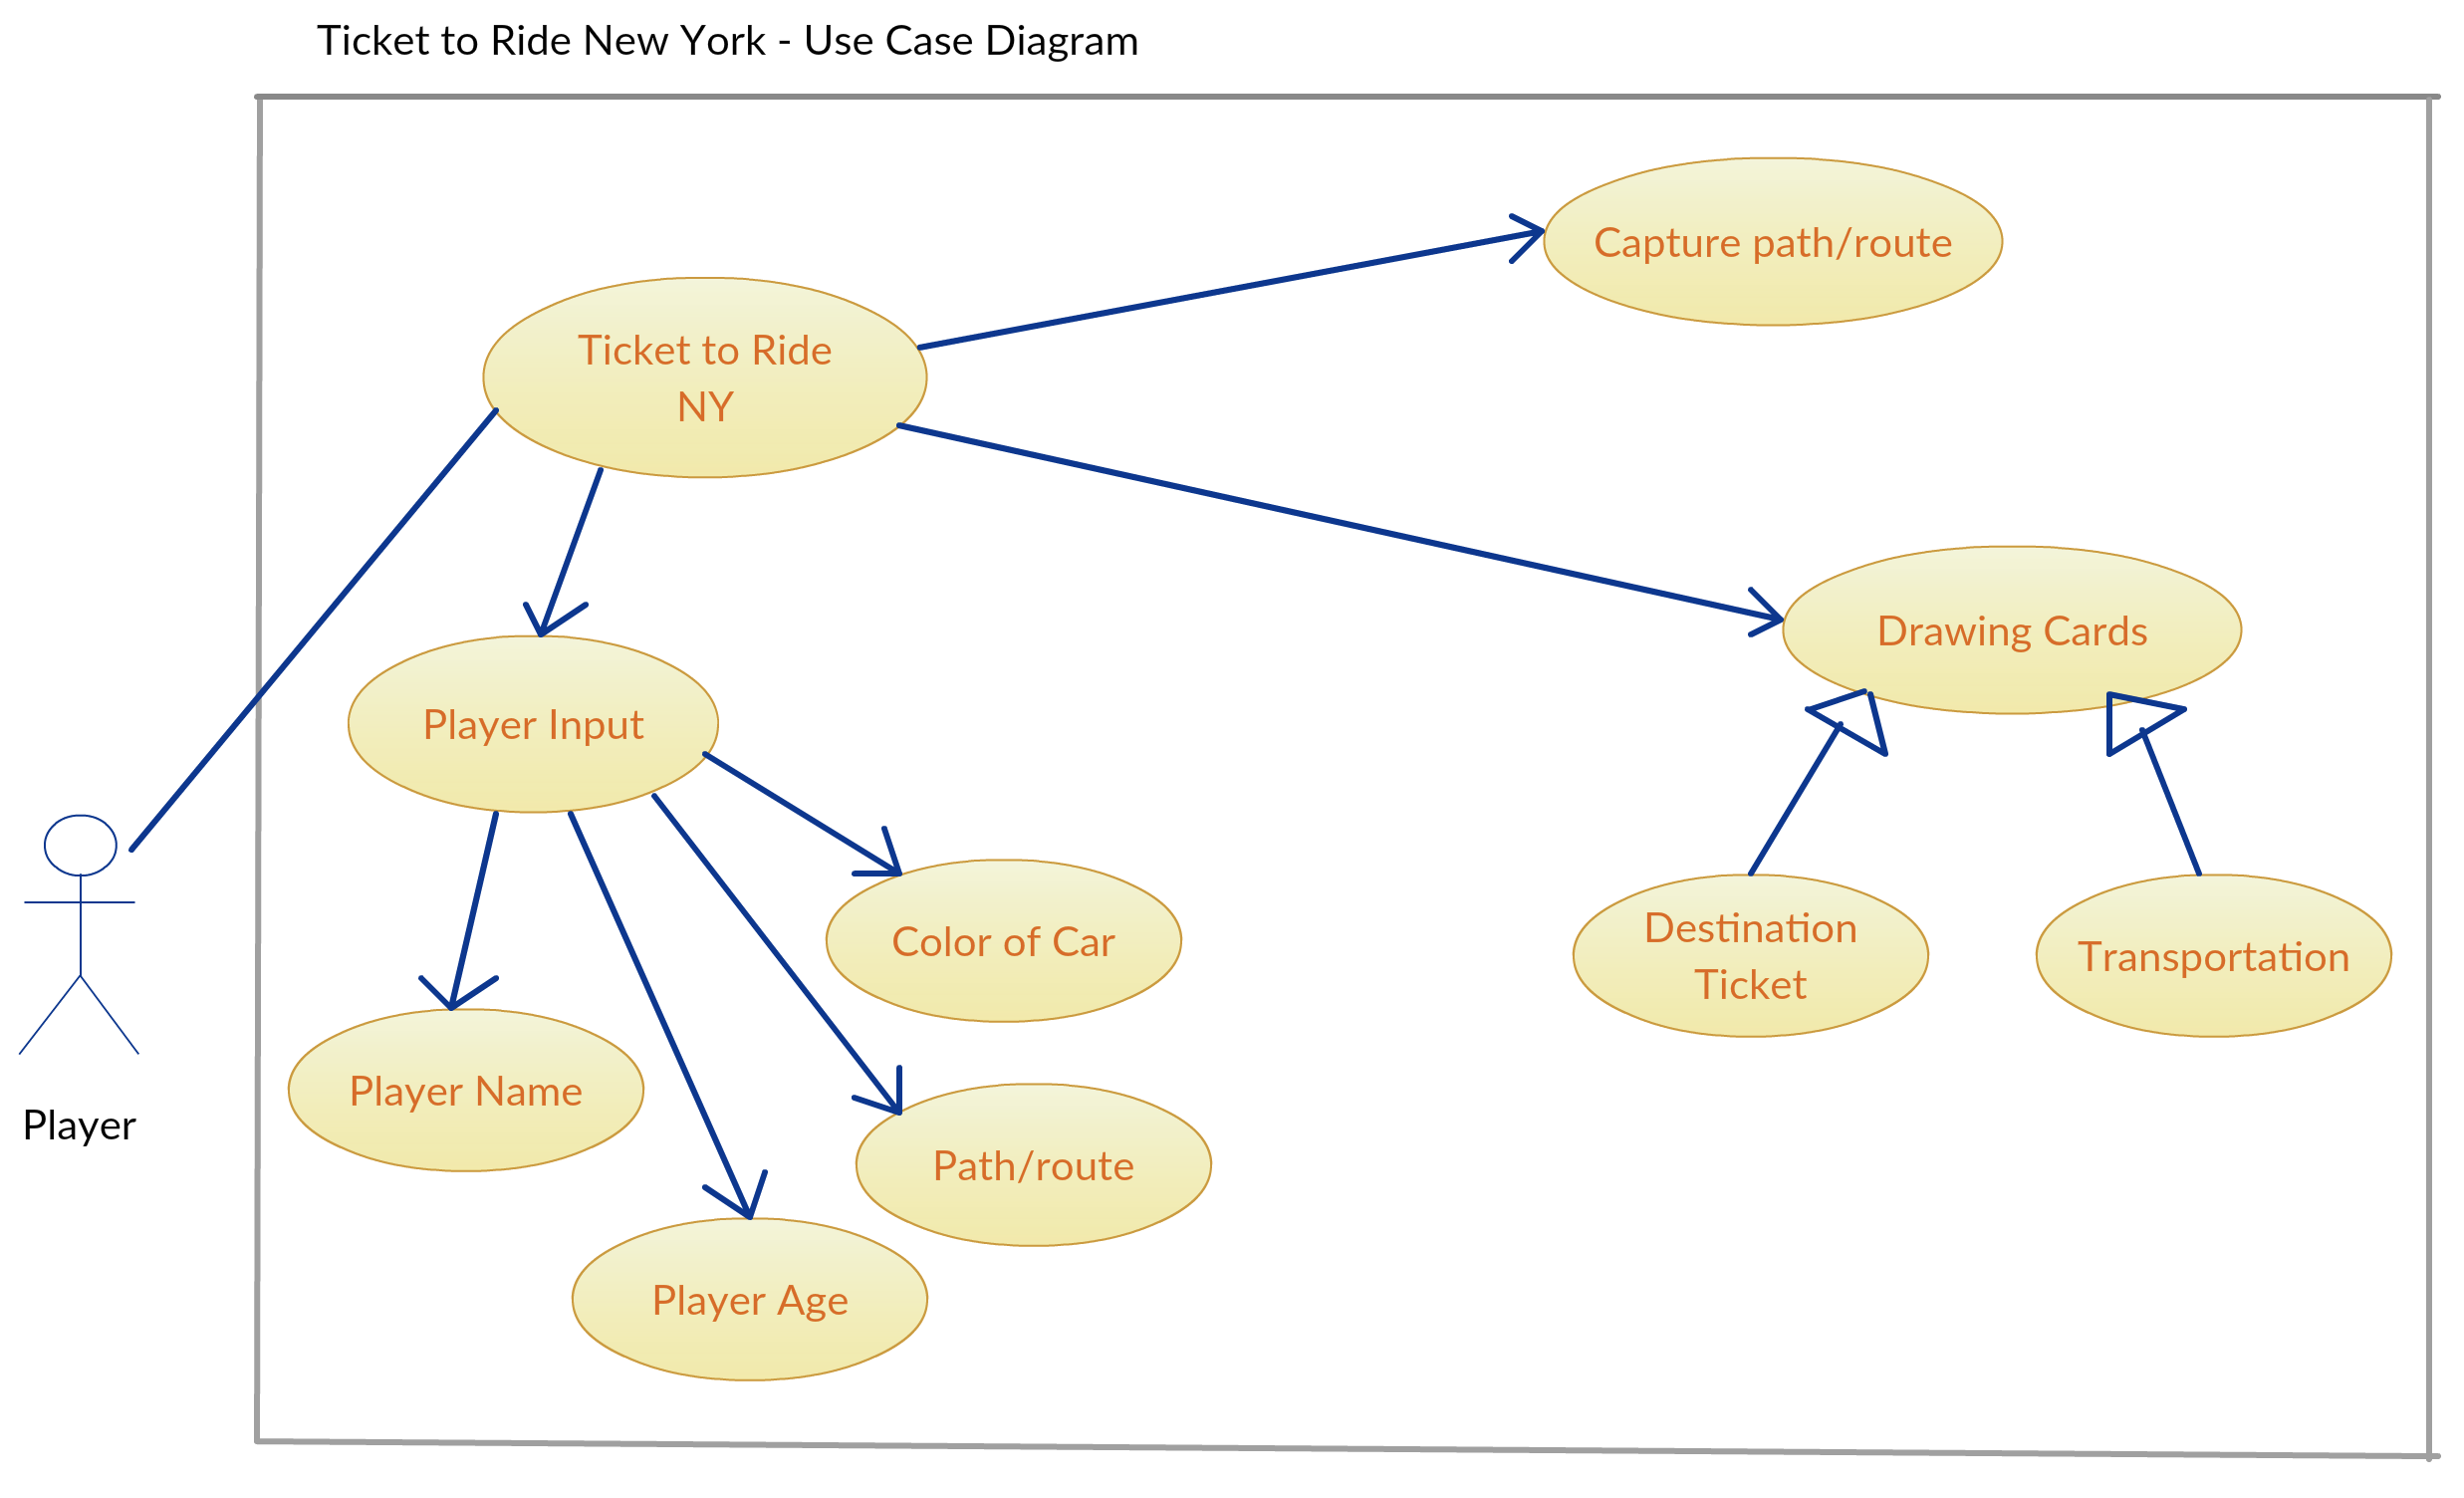 Ticket to Ride New York - Use Case Diagram
Capture path/route
Ticket to Ride
NY
Drawing Cards
Player Input
Color of Car
Destination
Ticket
Transportation
Player Name
Player
Path/route
Player Age